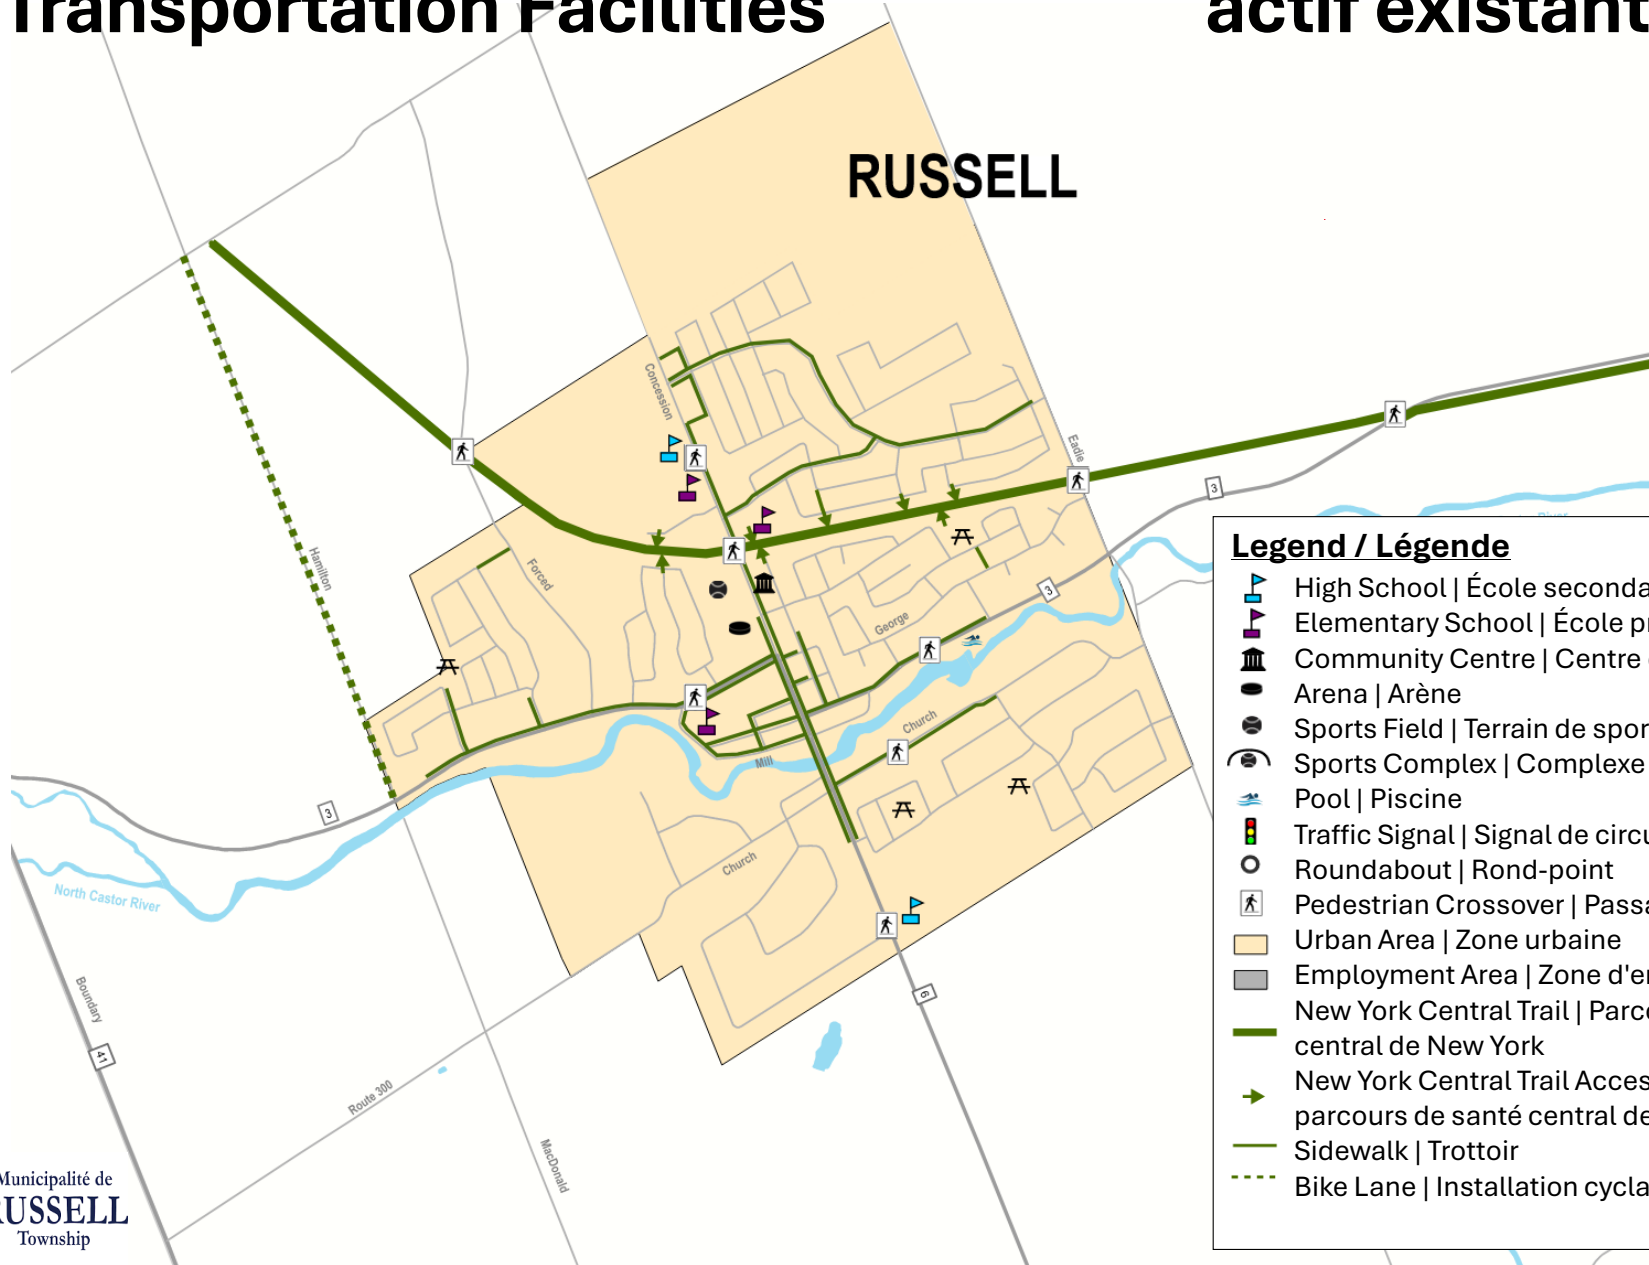 Transportation Facilities
actif existant
RUSSELL
Concession
Eadie
3
Hamilton
Forced
3
George
Church
Mill
3
Church
North Castor River
Boundary
6
41
Route 300
MacDonald
Municipalité de
RUSSELL
Township
Legend / Légende
High School | École seconda
Elementary School | École p
Community Centre | Centre
Arena | Arène
Sports Field | Terrain de spor
Sports Complex | Complexe
Pool | Piscine
Traffic Signal | Signal de circu
Roundabout | Rond-point
Pedestrian Crossover | Passa
Urban Area | Zone urbaine
Employment Area | Zone d'e
New York Central Trail | Parc
central de New York
New York Central Trail Acces
parcours de santé central de
Sidewalk | Trottoir
Bike Lane | Installation cycla